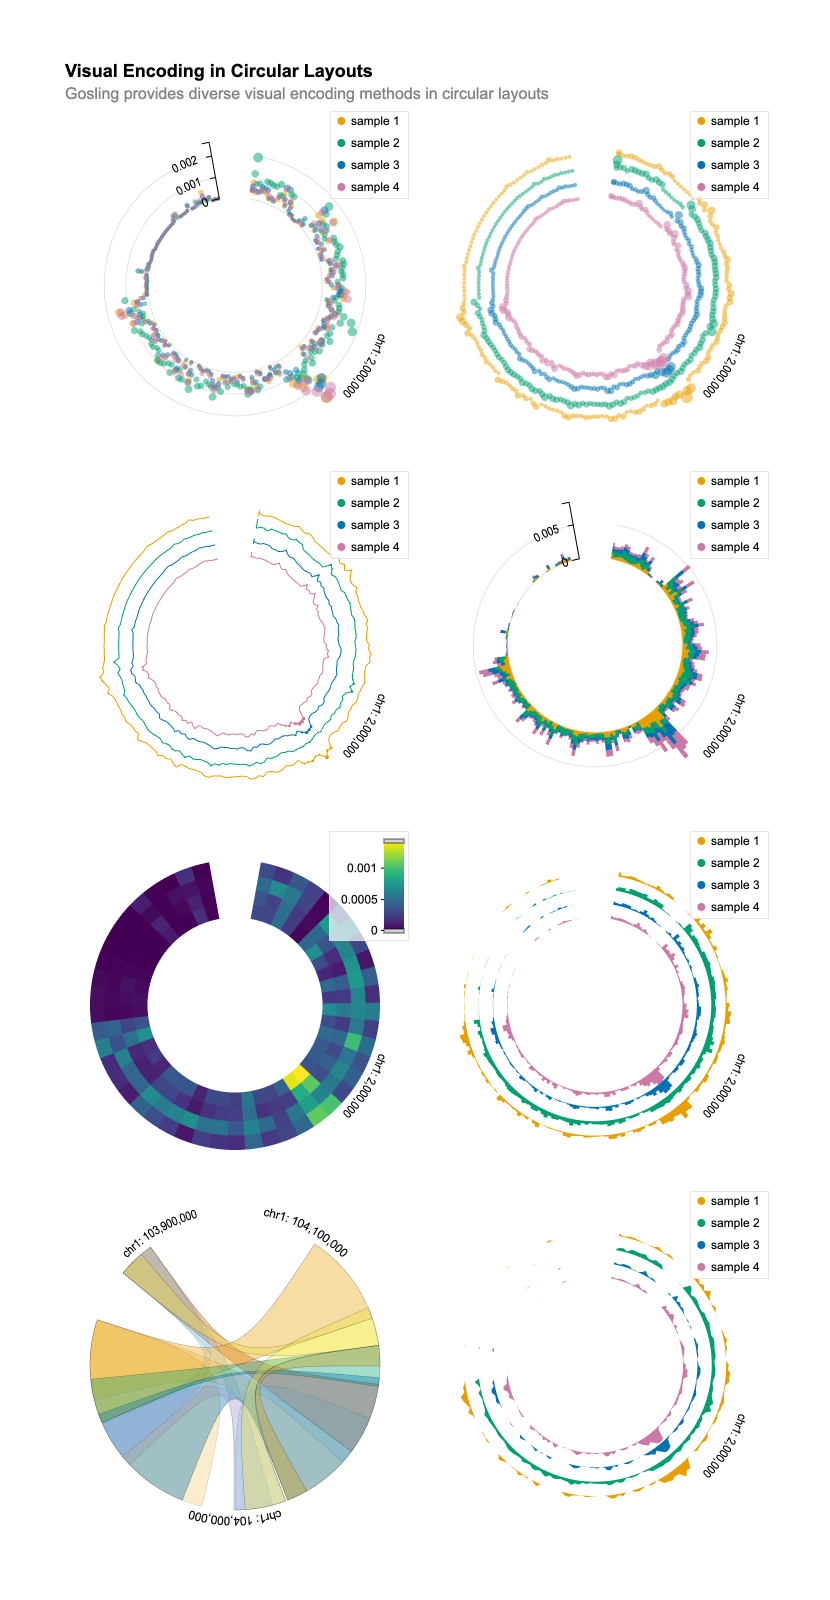 Visual Encoding in Circular Layouts
Gosling provides diverse visual encoding methods in circular layouts
sample 1
sample 2
sample 3
sample 4
0.002
0.001
0
chr1: 2,000,000
sample 1
sample 2
sample 3
sample 4
chr1: 2,000,000
sample 1
sample 2
sample 3
sample 4
chr1: 2,000,000
sample 1
sample 2
sample 3
sample 4
0.005
0
chr1: 2,000,000
0.001
0.0005
0
chr1: 2,000,000
sample 1
sample 2
sample 3
sample 4
chr1: 2,000,000
chr1: 103,900,000
chr1: 104,100,000
chr1: 104,000,000
sample 1
sample 2
sample 3
sample 4
chr1: 2,000,000